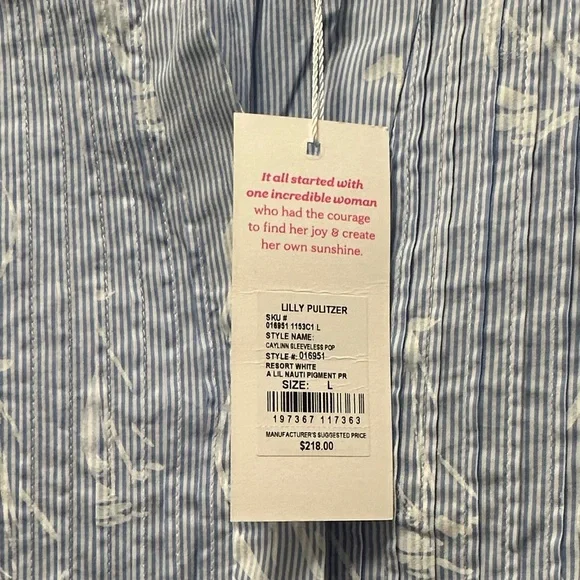 It all started with
one incredible woman
who had the courage
to find her joy & create
her own sunshine.
LILLY PULITZER
SKU #
016951 1153C1 L
STYLE NAME:
CAYLINN SLEEVELESS POP
STYLE #: 016951
RESORT WHITE
A LIL NAUTI PIGMENT PR
SIZE: L
197367 117363
MANUFACTURER'S SUGGESTED PRICE
$218.00